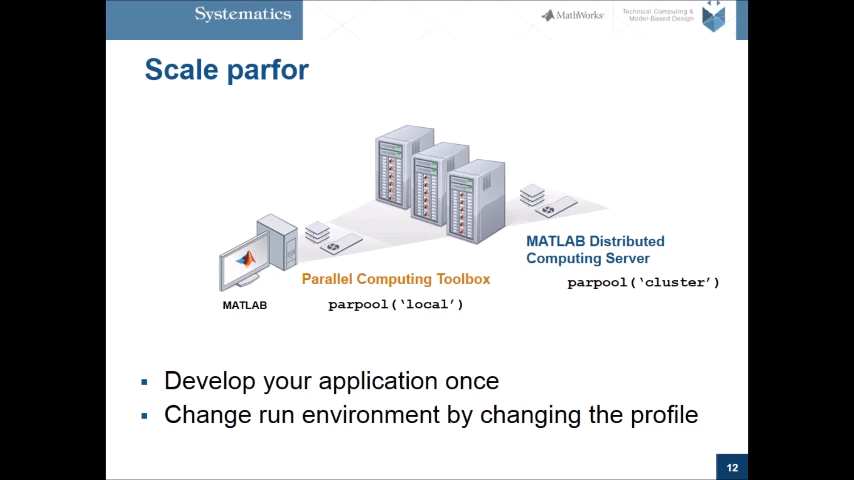 Systematics
MathWorks®
Technical Computing &
Model-Based Design
Scale parfor
MATLAB Distributed
Computing Server
parpool(‘cluster’)
Parallel Computing Toolbox
parpool(‘local’)
MATLAB
▪ Develop your application once
▪ Change run environment by changing the profile
12